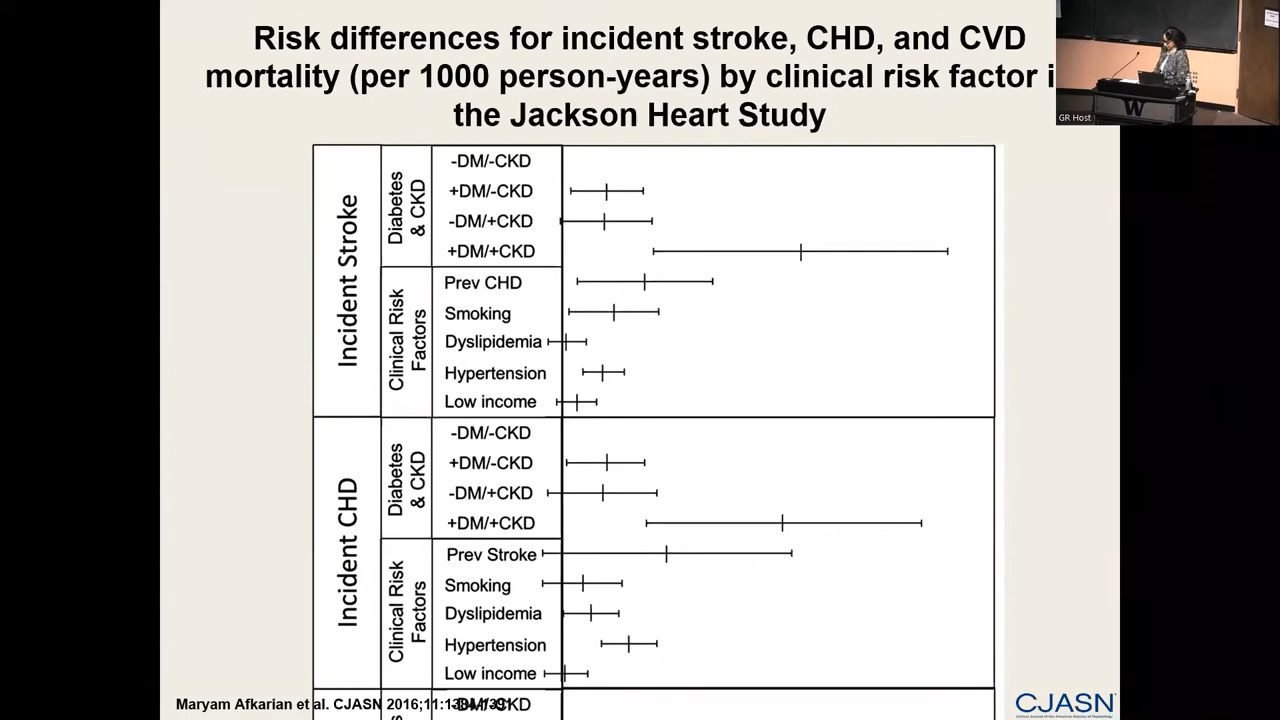 Risk differences for incident stroke, CHD, and CVD
mortality (per 1000 person-years) by clinical risk factor i
the Jackson Heart Study
GR Host
W
Incident Stroke
Diabetes
& CKD
-DM/-CKD
+DM/-CKD
-DM/+CKD
+DM/+CKD
Clinical Risk
Factors
Prev CHD
Smoking
Dyslipidemia
Hypertension
Low income
Incident CHD
Diabetes
& CKD
-DM/-CKD
+DM/-CKD
-DM/+CKD
+DM/+CKD
Clinical Risk
Factors
Prev Stroke
Smoking
Dyslipidemia
Hypertension
Low income
-DM/-CKD
Maryam Afkarian et al. CJASN 2016;11:
CJASN